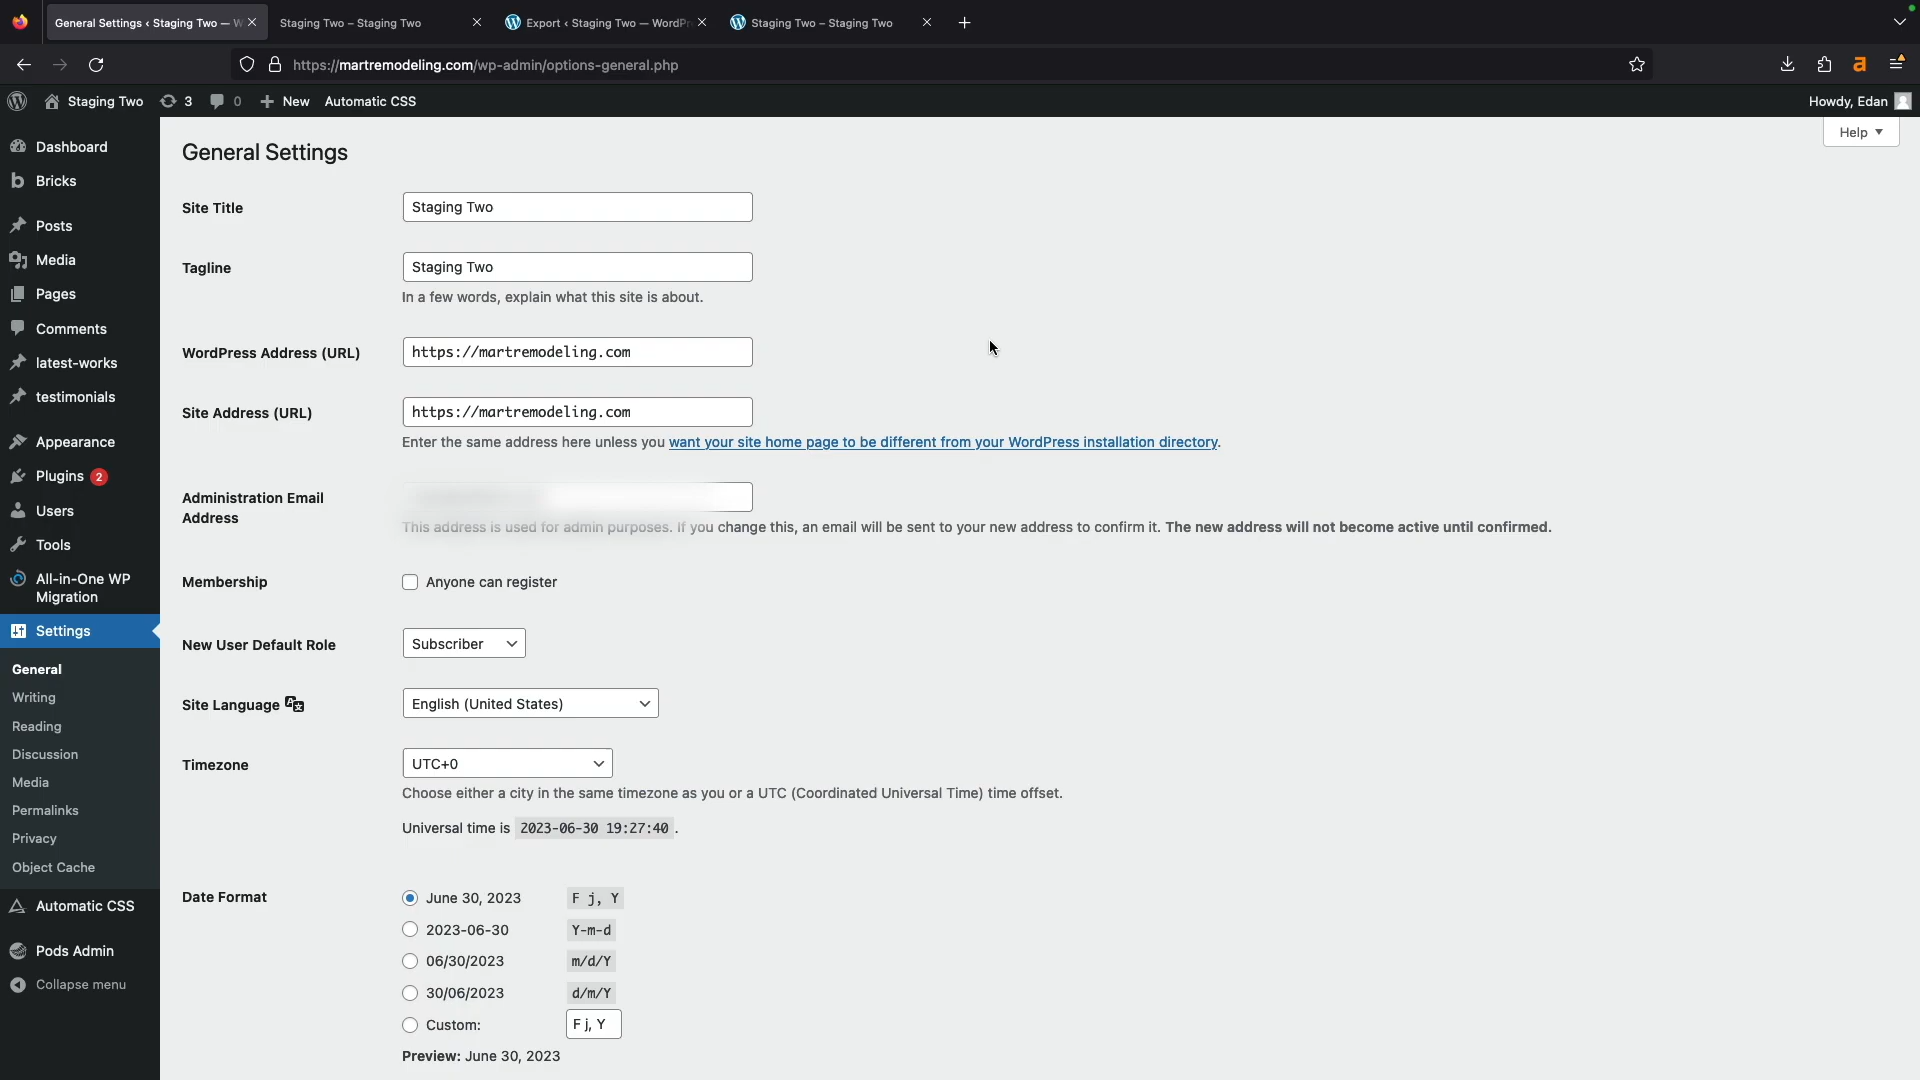 General Settings ‹ Staging Two — W
Staging Two – Staging Two
Export ‹ Staging Two — WordPr
Staging Two – Staging Two
https://martremodeling.com/wp-admin/options-general.php
Staging Two
3
0
New
Automatic CSS
Howdy, Edan
Help
Dashboard
Bricks
Posts
Media
Pages
Comments
latest-works
testimonials
Appearance
Plugins 2
Users
Tools
All-in-One WP
Migration
Settings
General
Writing
Reading
Discussion
Media
Permalinks
Privacy
Object Cache
Automatic CSS
Pods Admin
Collapse menu
General Settings
Site Title
Staging Two
Tagline
Staging Two
In a few words, explain what this site is about.
WordPress Address (URL)
https://martremodeling.com
Site Address (URL)
https://martremodeling.com
Enter the same address here unless you want your site home page to be different from your WordPress installation directory.
Administration Email
Address
This address is used for admin purposes. If you change this, an email will be sent to your new address to confirm it. The new address will not become active until confirmed.
Membership
Anyone can register
New User Default Role
Subscriber
Site Language
English (United States)
Timezone
UTC+0
Choose either a city in the same timezone as you or a UTC (Coordinated Universal Time) time offset.
Universal time is 2023-06-30 19:27:40 .
Date Format
June 30, 2023 F j, Y
2023-06-30 Y-m-d
06/30/2023 m/d/Y
30/06/2023 d/m/Y
Custom: F j, Y
Preview: June 30, 2023